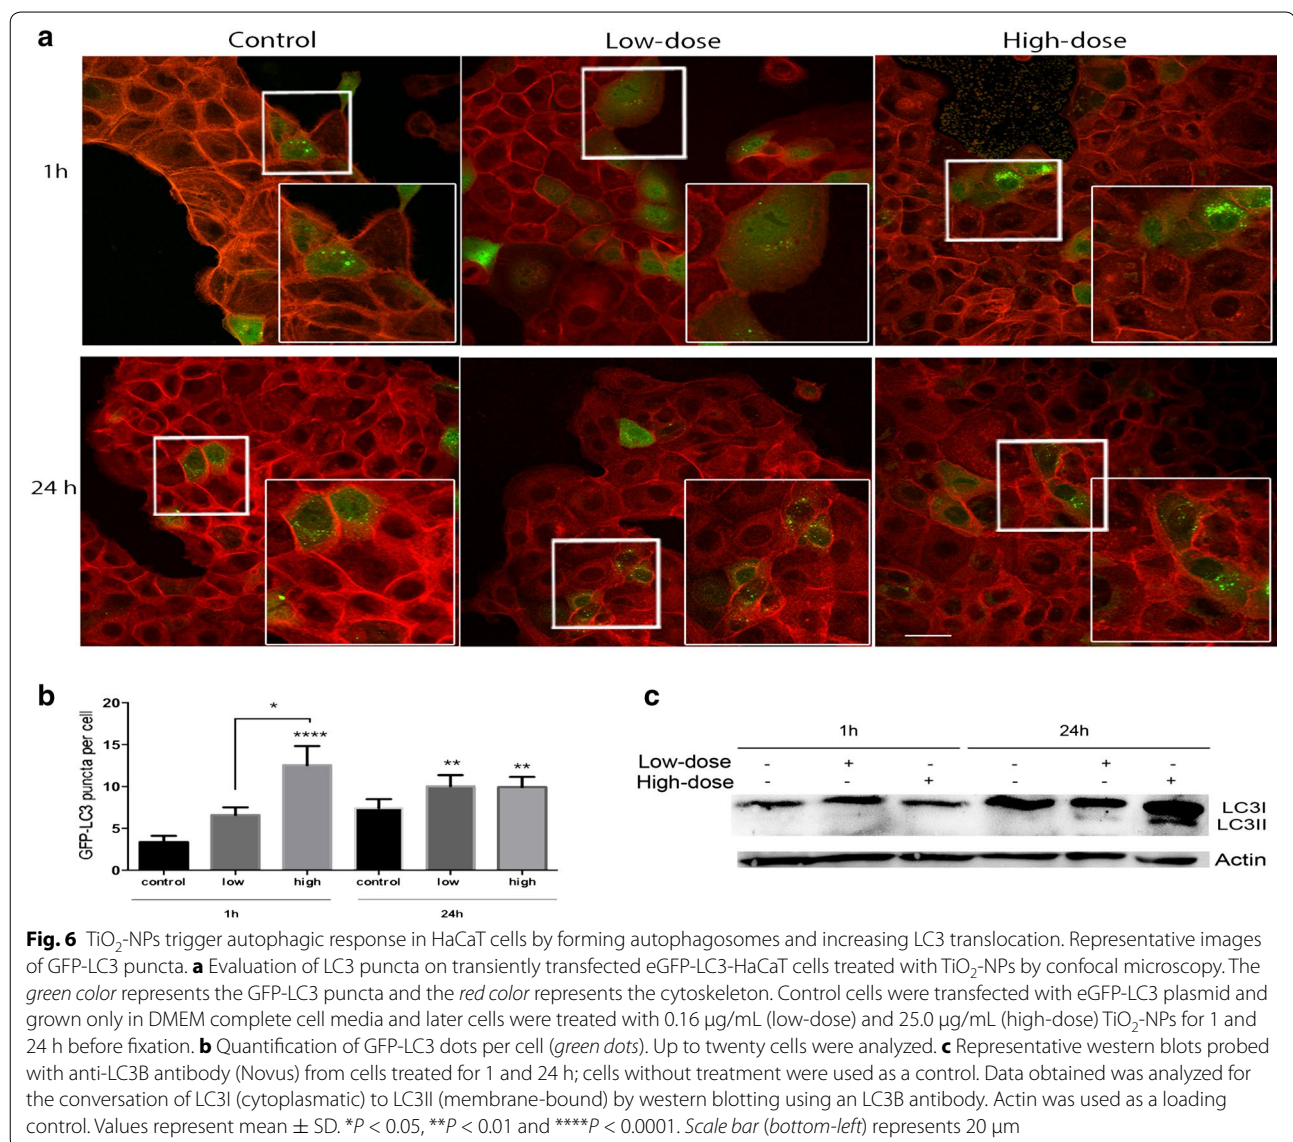 a
Control Low-dose High-dose
1h
24 h
b
GFP-LC3 puncta per cell
20
15
10
5
0
* **** ** **
control low high control low high
1h 24h
c
1h 24h
Low-dose - + - - + -
High-dose - - + - - +
LC3I
LC3II
Actin
Fig. 6 TiO₂-NPs trigger autophagic response in HaCaT cells by forming autophagosomes and increasing LC3 translocation. Representative images
of GFP-LC3 puncta. a Evaluation of LC3 puncta on transiently transfected eGFP-LC3-HaCaT cells treated with TiO₂-NPs by confocal microscopy. The
green color represents the GFP-LC3 puncta and the red color represents the cytoskeleton. Control cells were transfected with eGFP-LC3 plasmid and
grown only in DMEM complete cell media and later cells were treated with 0.16 μg/mL (low-dose) and 25.0 μg/mL (high-dose) TiO₂-NPs for 1 and
24 h before fixation. b Quantification of GFP-LC3 dots per cell (green dots). Up to twenty cells were analyzed. c Representative western blots probed
with anti-LC3B antibody (Novus) from cells treated for 1 and 24 h; cells without treatment were used as a control. Data obtained was analyzed for
the conversation of LC3I (cytoplasmatic) to LC3II (membrane-bound) by western blotting using an LC3B antibody. Actin was used as a loading
control. Values represent mean ± SD. *P < 0.05, **P < 0.01 and ****P < 0.0001. Scale bar (bottom-left) represents 20 μm